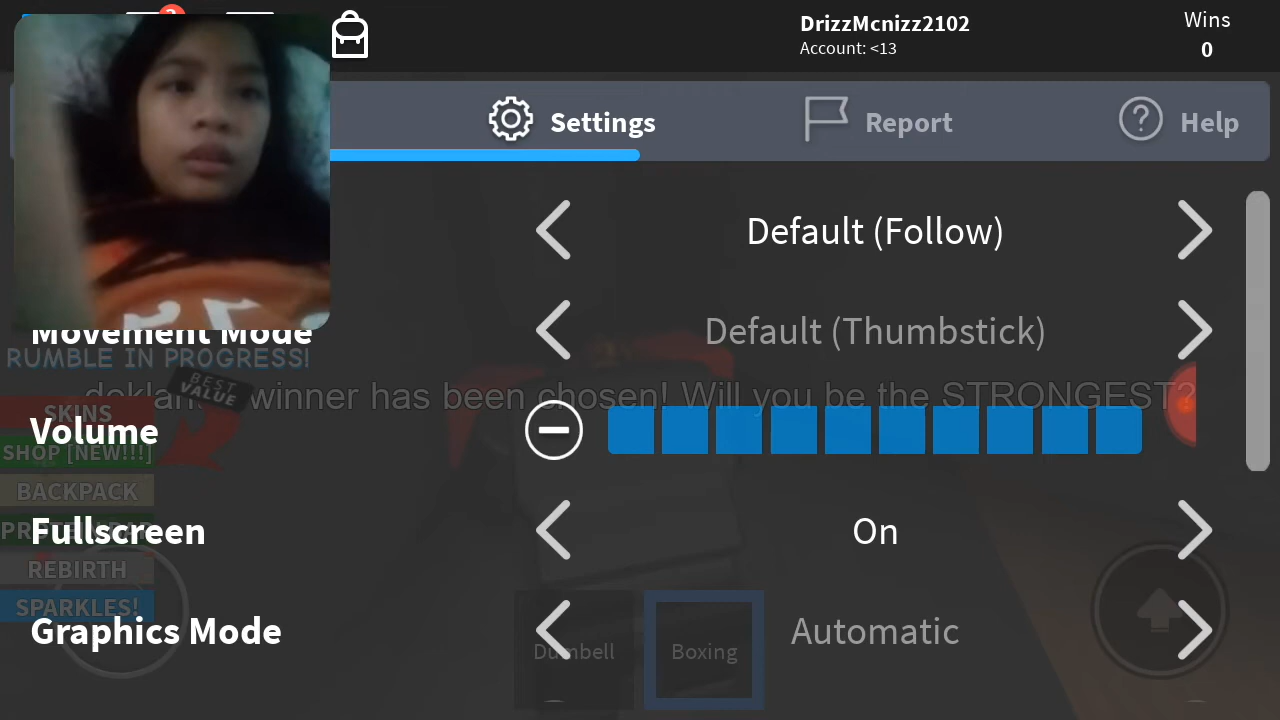 DrizzMcnizz2102
Account: <13
Wins
0
Settings
Report
Help
Default (Follow)
Movement Mode
Default (Thumbstick)
RUMBLE IN PROGRESS!
winner has been chosen! Will you be the STRONGEST?
BEST
VALUE
SKINS
Volume
SHOP [NEW!!!]
BACKPACK
Fullscreen
On
REBIRTH
SPARKLES!
Graphics Mode
Automatic
Dumbell
Boxing